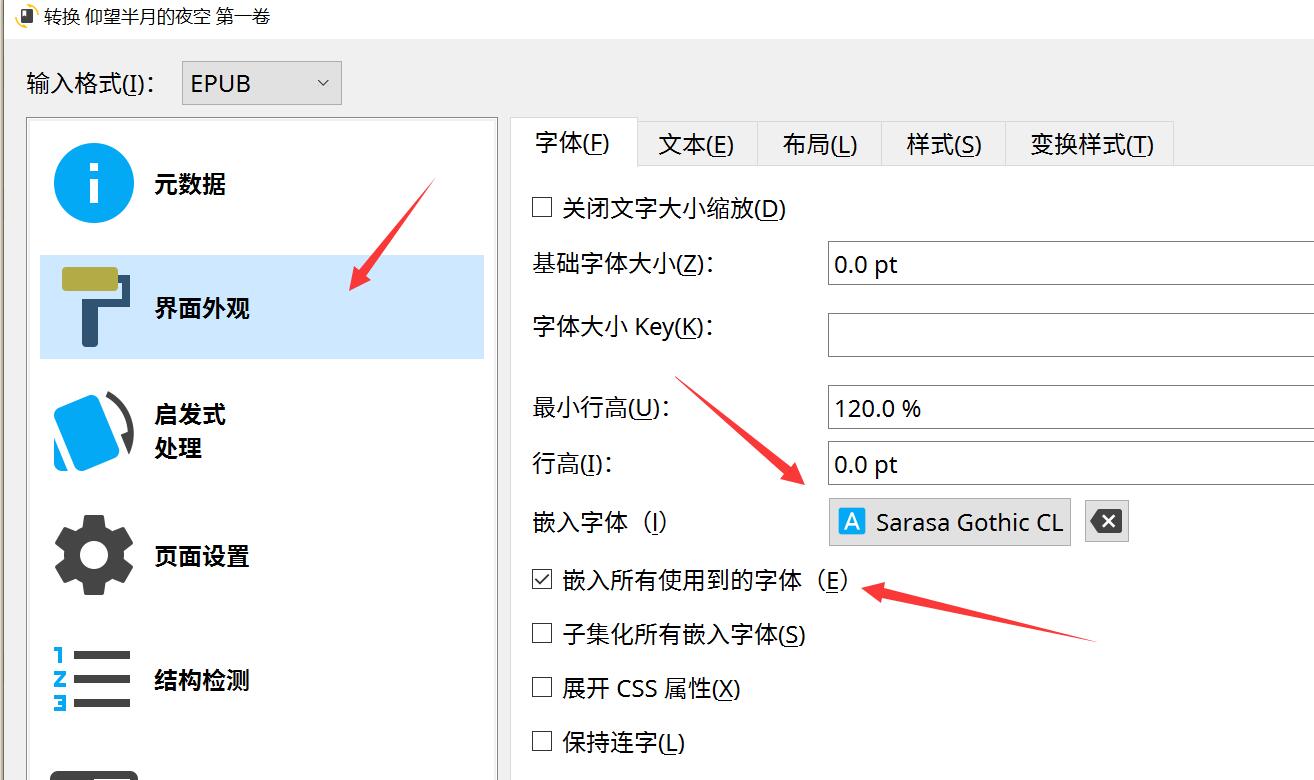 转换 仰望半月的夜空 第一卷
输入格式(I)：
EPUB
元数据
界面外观
启发式
处理
页面设置
结构检测
1
2
3
字体(F)
文本(E)
布局(L)
样式(S)
变换样式(T)
关闭文字大小缩放(D)
基础字体大小(Z)：
0.0 pt
字体大小 Key(K)：
最小行高(U)：
120.0 %
行高(I)：
0.0 pt
嵌入字体（I）
A Sarasa Gothic CL
嵌入所有使用到的字体（E）
子集化所有嵌入字体(S)
展开 CSS 属性(X)
保持连字(L)